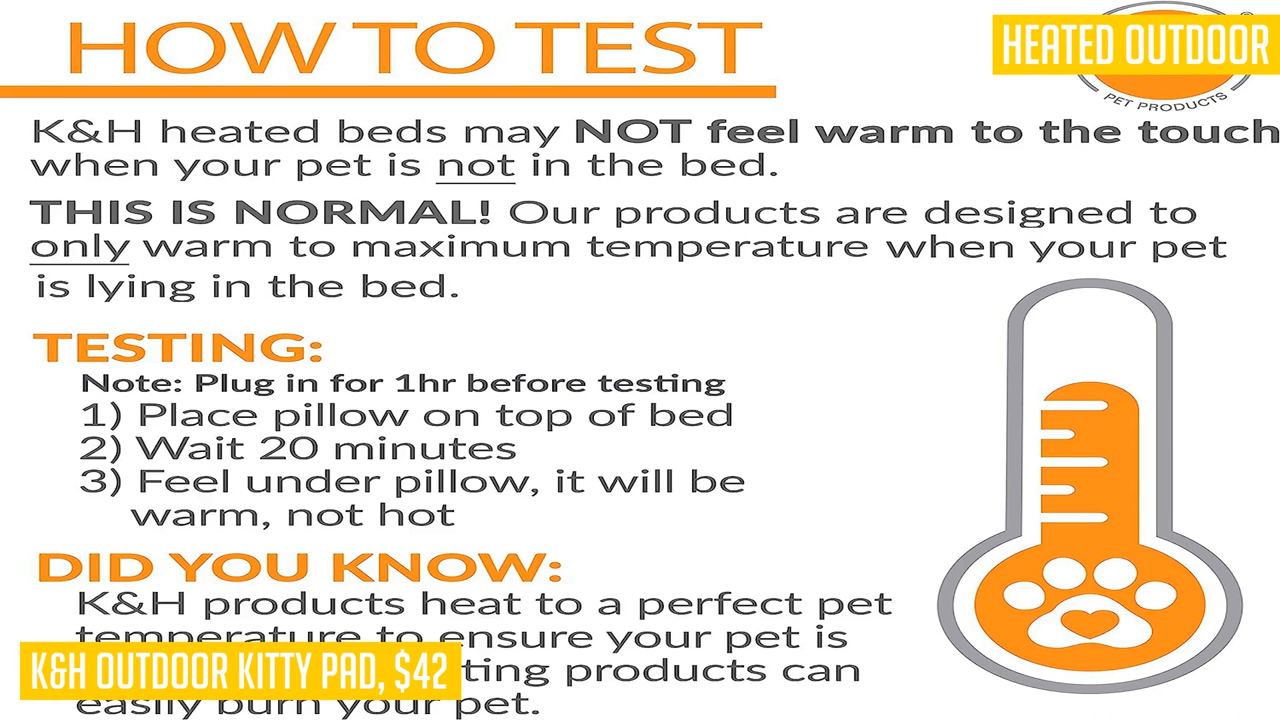 HOW TO TEST
HEATED OUTDOOR
PET PRODUCTS
K&H heated beds may NOT feel warm to the touch
when your pet is not in the bed.
THIS IS NORMAL! Our products are designed to
only warm to maximum temperature when your pet
is lying in the bed.
TESTING:
Note: Plug in for 1hr before testing
1) Place pillow on top of bed
2) Wait 20 minutes
3) Feel under pillow, it will be
warm, not hot
DID YOU KNOW:
K&H products heat to a perfect pet
temperature to ensure your pet is
products can
easily burn your pet.
K&H OUTDOOR KITTY PAD, $42